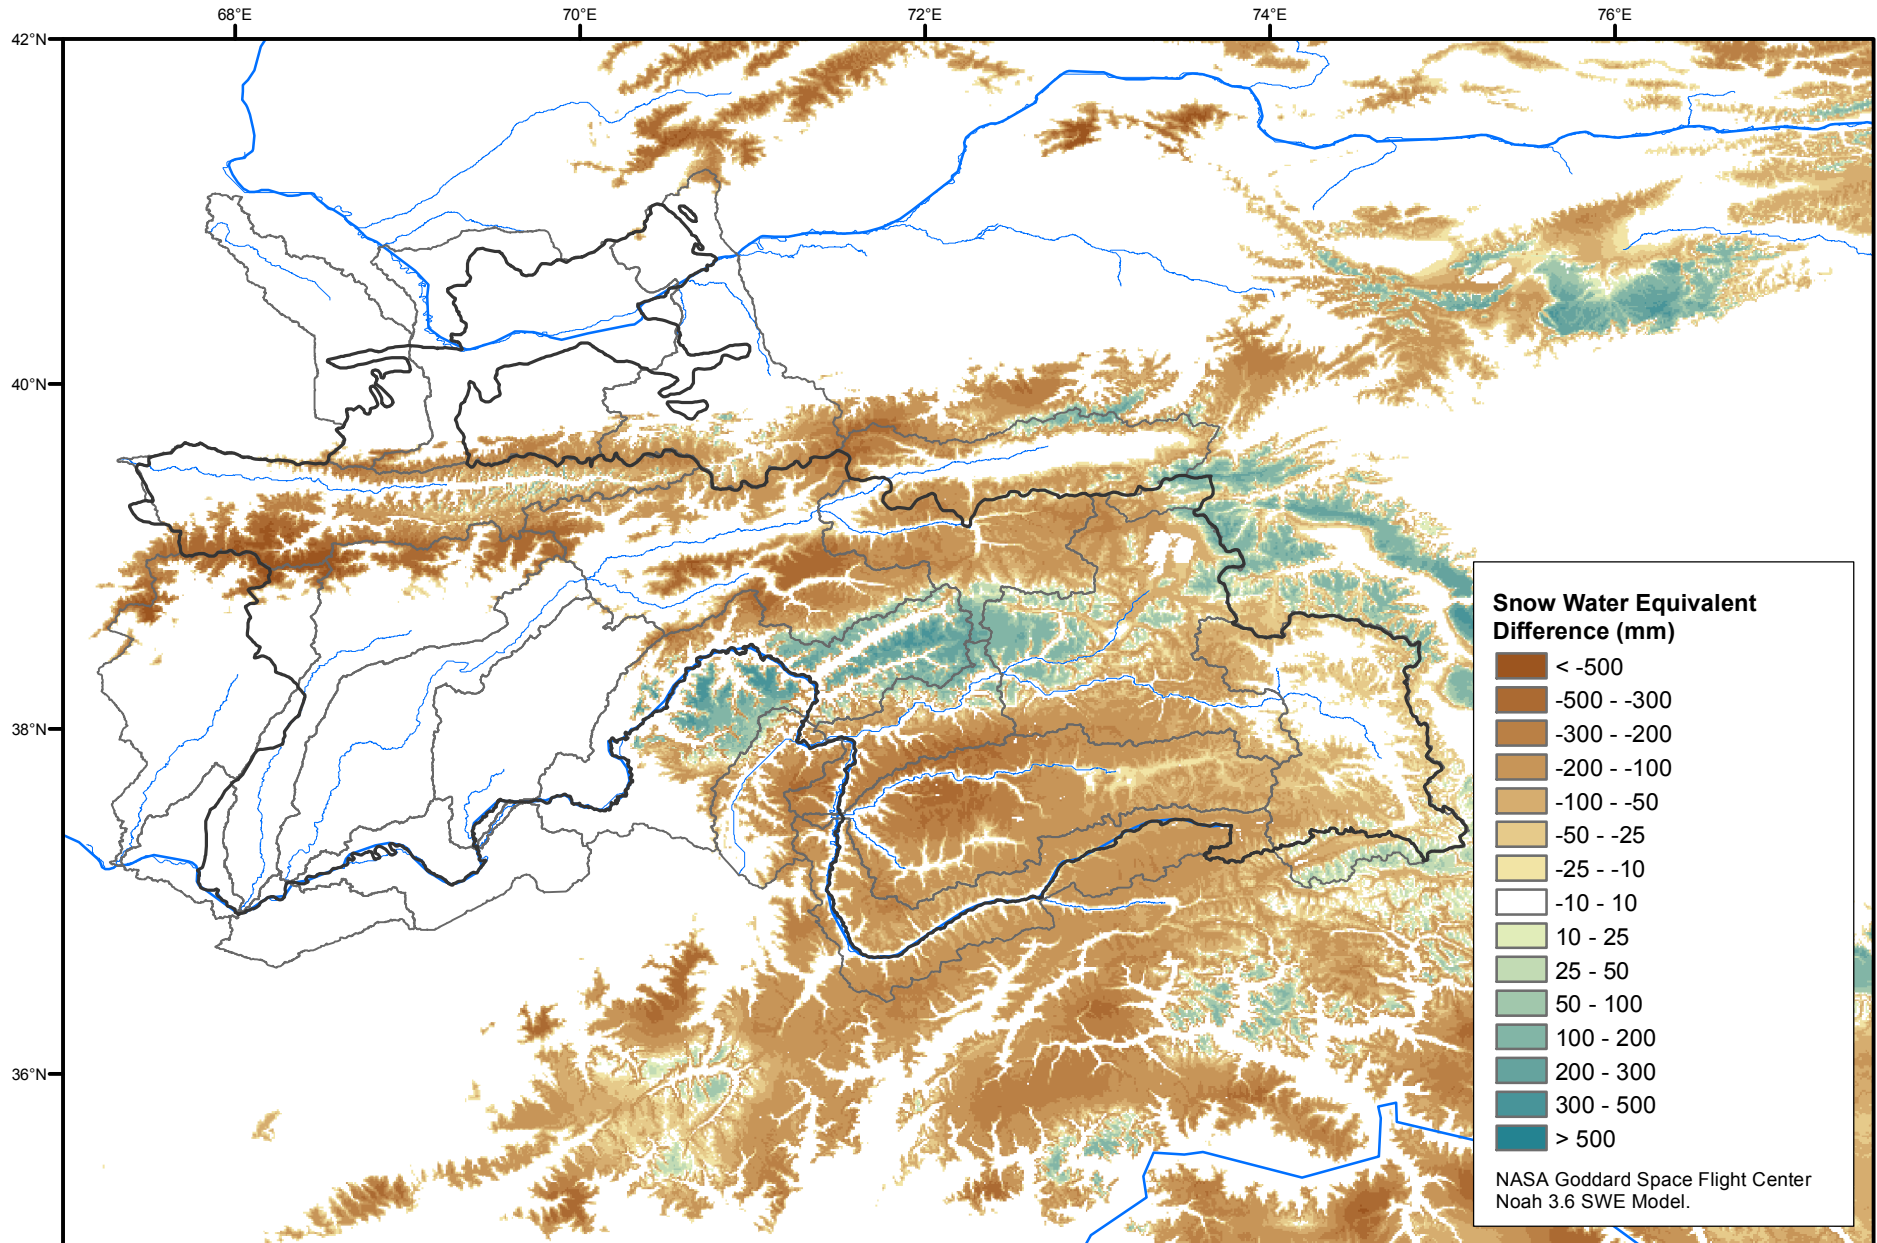 68°E 70°E 72°E 74°E 76°E
42°N
40°N
38°N
36°N
Snow Water Equivalent
Difference (mm)
< -500
-500 - -300
-300 - -200
-200 - -100
-100 - -50
-50 - -25
-25 - -10
-10 - 10
10 - 25
25 - 50
50 - 100
100 - 200
200 - 300
300 - 500
> 500
NASA Goddard Space Flight Center
Noah 3.6 SWE Model.